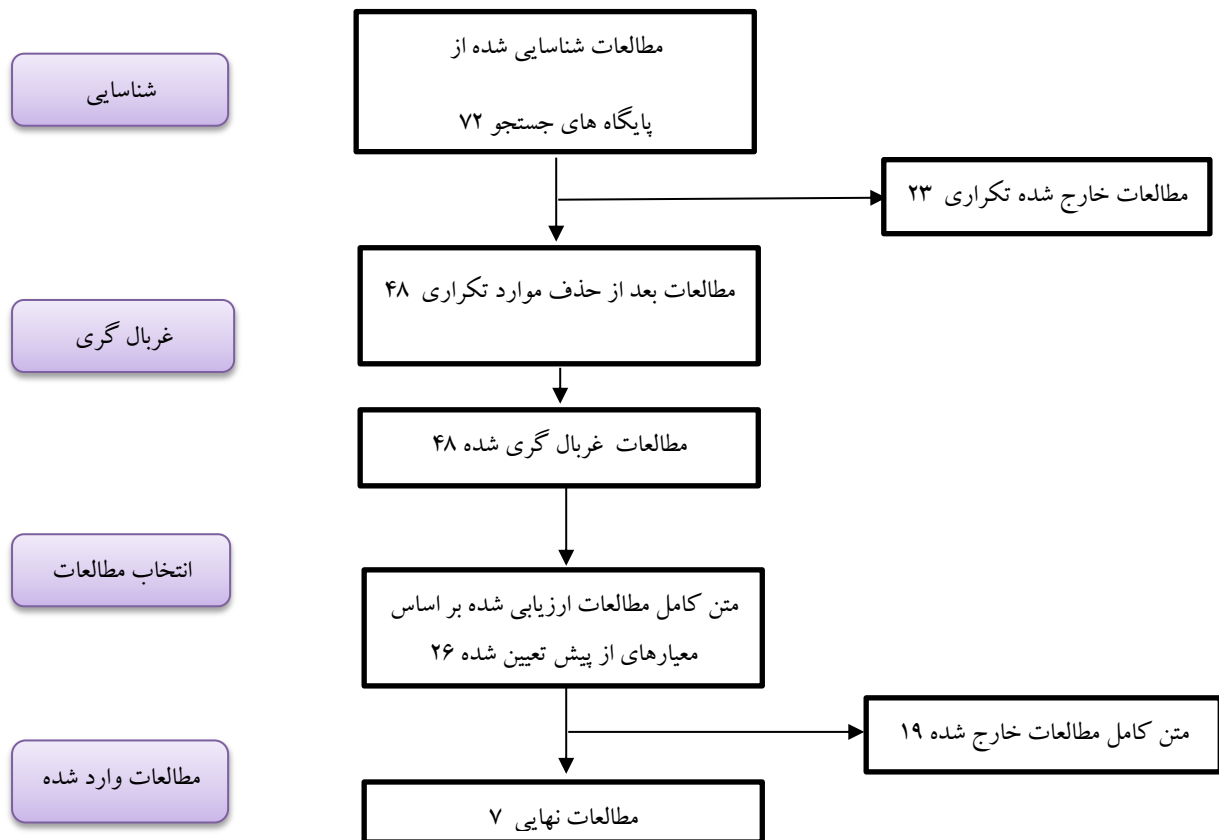 شناسایی
مطالعات شناسایی شده از
پایگاه های جستجو ۷۲
مطالعات خارج شده تکراری ۲۳
مطالعات بعد از حذف موارد تکراری ۴۸
غربال گری
مطالعات غربال گری شده ۴۸
انتخاب مطالعات
متن کامل مطالعات ارزیابی شده بر اساس
معیارهای از پیش تعیین شده ۲۶
متن کامل مطالعات خارج شده ۱۹
مطالعات وارد شده
مطالعات نهایی ۷